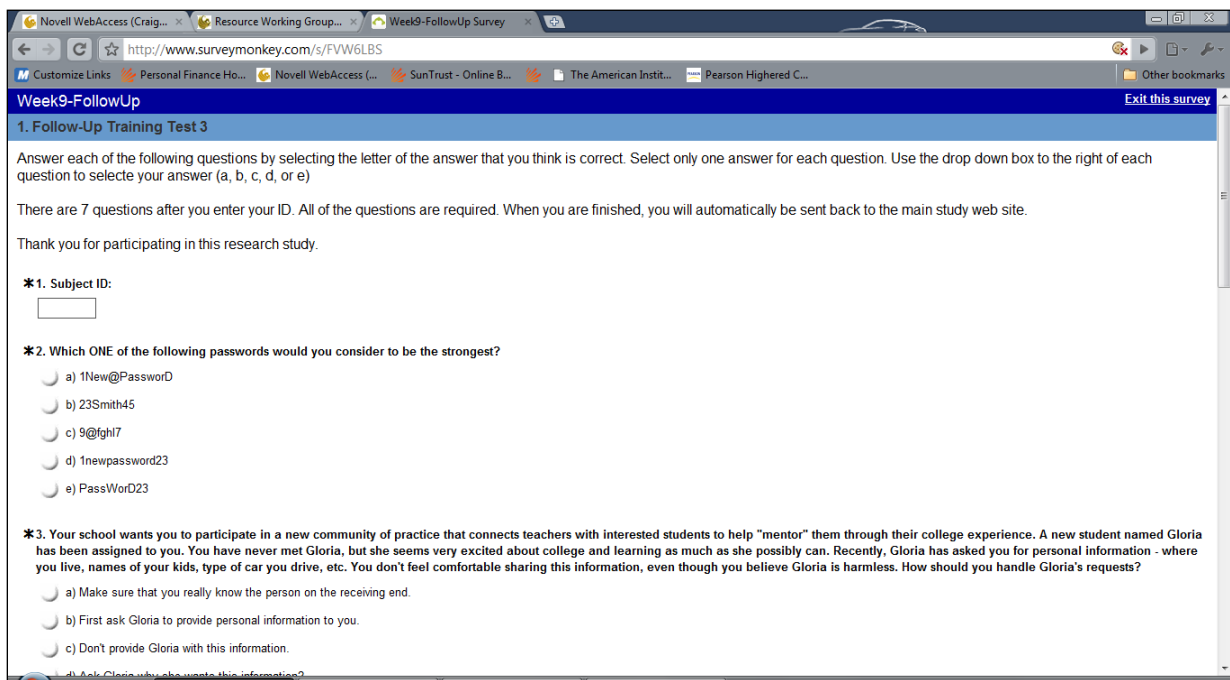 Novell WebAccess (Craig... × Resource Working Group... × Week9-FollowUp Survey ×
http://www.surveymonkey.com/s/FVW6LBS
Customize Links Personal Finance Ho... Novell WebAccess (... SunTrust - Online B... The American Instit... Pearson Highered C... Other bookmarks
Week9-FollowUp Exit this survey
1. Follow-Up Training Test 3
Answer each of the following questions by selecting the letter of the answer that you think is correct. Select only one answer for each question. Use the drop down box to the right of each
question to selecte your answer (a, b, c, d, or e)
There are 7 questions after you enter your ID. All of the questions are required. When you are finished, you will automatically be sent back to the main study web site.
Thank you for participating in this research study.
*1. Subject ID:
*2. Which ONE of the following passwords would you consider to be the strongest?
a) 1New@PassworD
b) 23Smith45
c) 9@fghl7
d) 1newpassword23
e) PassWorD23
*3. Your school wants you to participate in a new community of practice that connects teachers with interested students to help "mentor" them through their college experience. A new student named Gloria
has been assigned to you. You have never met Gloria, but she seems very excited about college and learning as much as she possibly can. Recently, Gloria has asked you for personal information - where
you live, names of your kids, type of car you drive, etc. You don't feel comfortable sharing this information, even though you believe Gloria is harmless. How should you handle Gloria's requests?
a) Make sure that you really know the person on the receiving end.
b) First ask Gloria to provide personal information to you.
c) Don't provide Gloria with this information.
d) Ask Gloria why she wants this information?